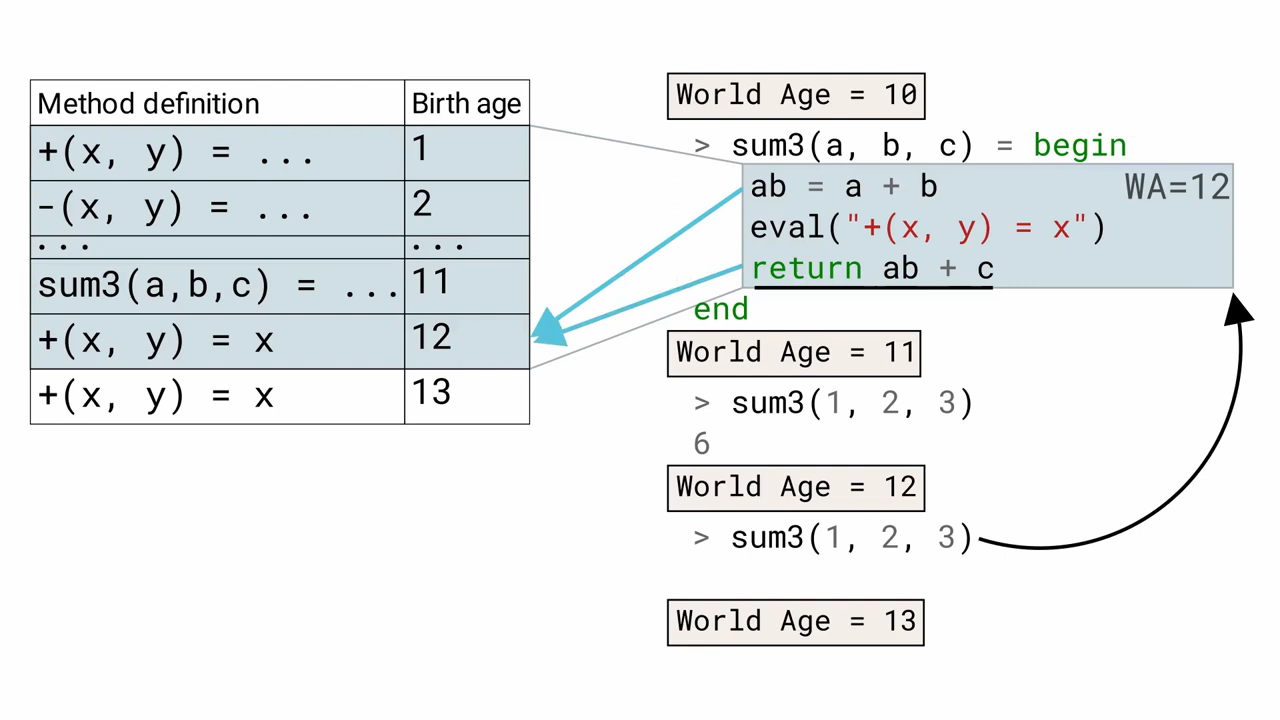 Method definition Birth age
+(x, y) = ... 1
-(x, y) = ... 2
... ...
sum3(a,b,c) = ... 11
+(x, y) = x 12
+(x, y) = x 13
World Age = 10
> sum3(a, b, c) = begin
ab = a + b WA=12
eval("+(x, y) = x")
return ab + c
end
World Age = 11
> sum3(1, 2, 3)
6
World Age = 12
> sum3(1, 2, 3)
World Age = 13